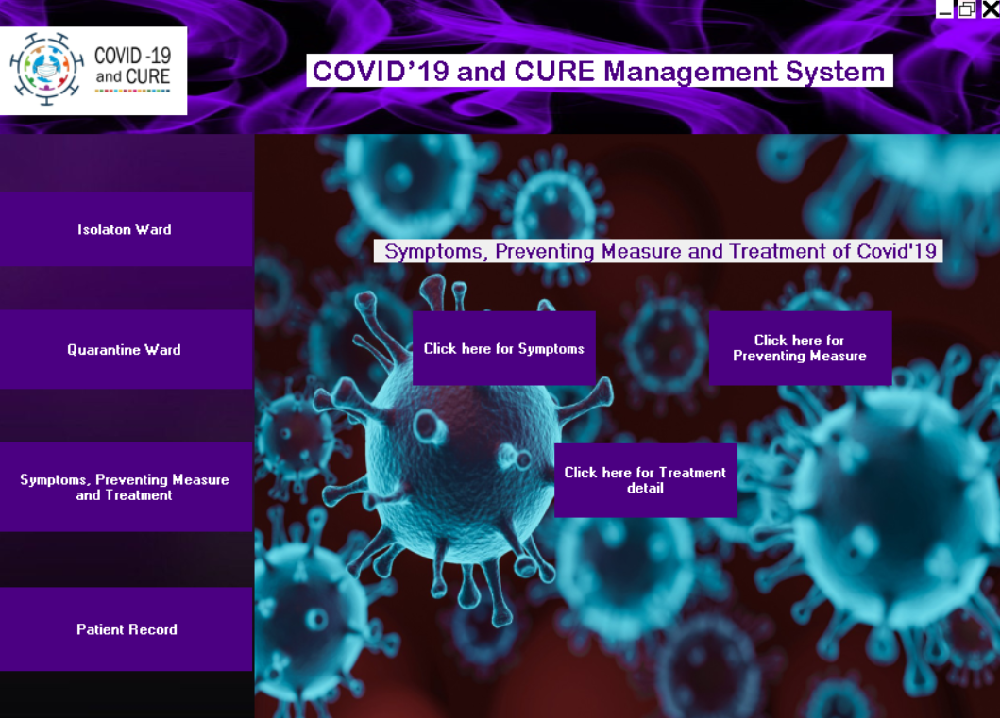 COVID -19
and CURE
COVID’19 and CURE Management System
Isolaton Ward
Quarantine Ward
Symptoms, Preventing Measure
and Treatment
Patient Record
Symptoms, Preventing Measure and Treatment of Covid'19
Click here for Symptoms
Click here for
Preventing Measure
Click here for Treatment
detail